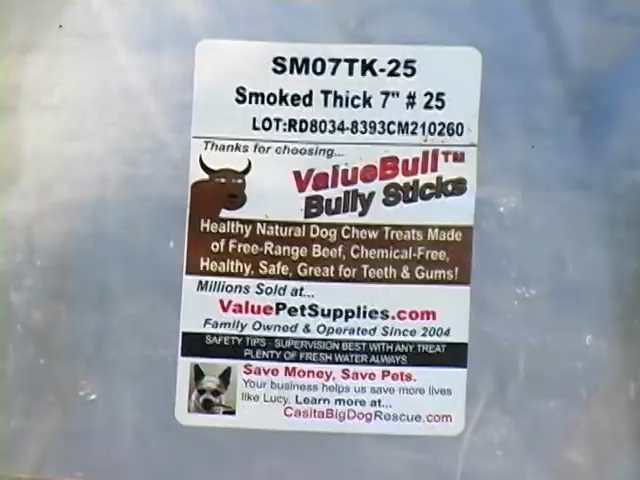 SM07TK-25
Smoked Thick 7" # 25
LOT:RD8034-8393CM210260
Thanks for choosing...
ValueBull™
Bully Sticks
Healthy Natural Dog Chew Treats Made
of Free-Range Beef, Chemical-Free,
Healthy, Safe, Great for Teeth & Gums!
Millions Sold at...
ValuePetSupplies.com
Family Owned & Operated Since 2004
SAFETY TIPS - SUPERVISION BEST WITH ANY TREAT
PLENTY OF FRESH WATER ALWAYS
Save Money, Save Pets.
Your business helps us save more lives
like Lucy. Learn more at...
CasitaBigDogRescue.com